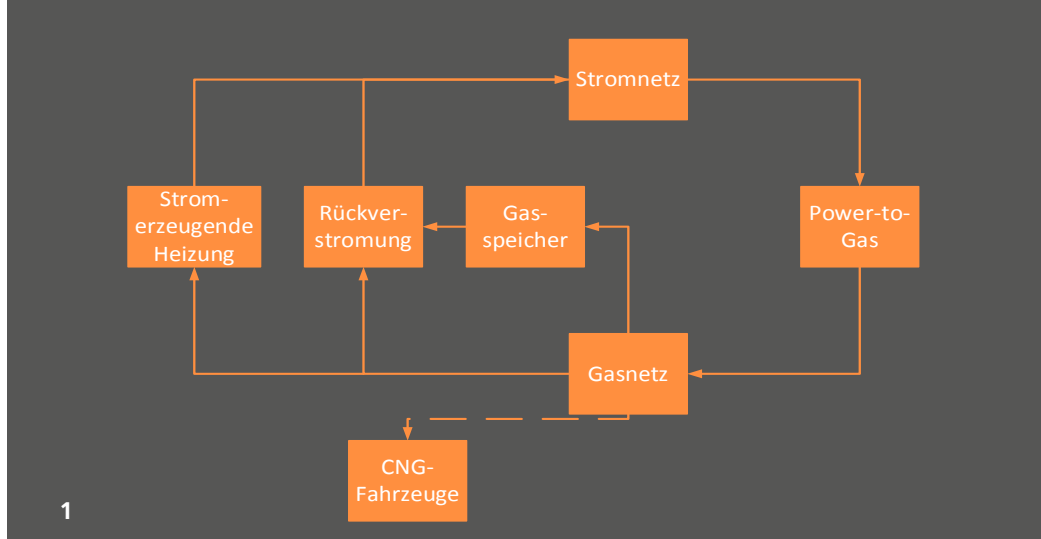 Stromnetz
Strom-
erzeugende
Heizung
Rückver-
stromung
Gas-
speicher
Power-to-
Gas
Gasnetz
CNG-
Fahrzeuge
1